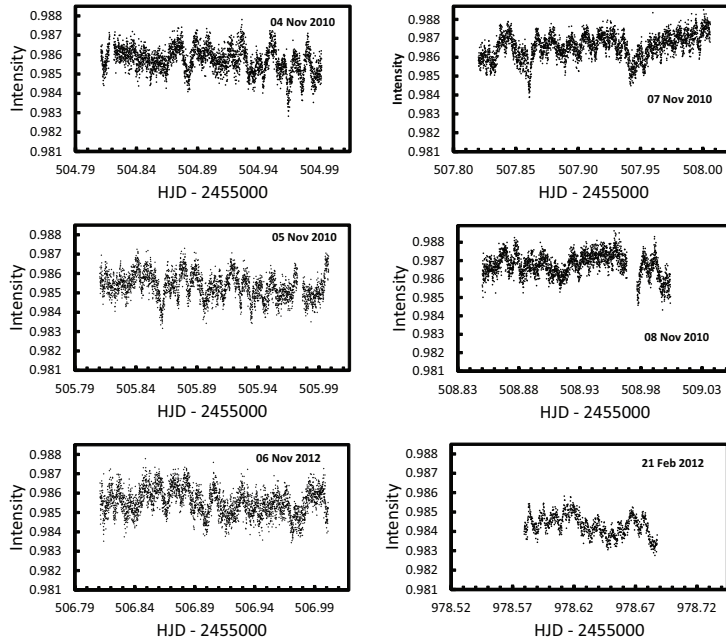 04 Nov 2010
0.988
0.987
0.986
0.985
0.984
0.983
0.982
0.981
Intensity
504.79 504.84 504.89 504.94 504.99
HJD - 2455000
07 Nov 2010
0.988
0.987
0.986
0.985
0.984
0.983
0.982
0.981
Intensity
507.80 507.85 507.90 507.95 508.00
HJD - 2455000
05 Nov 2010
0.988
0.987
0.986
0.985
0.984
0.983
0.982
0.981
Intensity
505.79 505.84 505.89 505.94 505.99
HJD - 2455000
08 Nov 2010
0.988
0.987
0.986
0.985
0.984
0.983
0.982
0.981
Intensity
508.83 508.88 508.93 508.98 509.03
HJD - 2455000
06 Nov 2012
0.988
0.987
0.986
0.985
0.984
0.983
0.982
0.981
Intensity
506.79 506.84 506.89 506.94 506.99
HJD - 2455000
21 Feb 2012
0.988
0.987
0.986
0.985
0.984
0.983
0.982
0.981
Intensity
978.52 978.57 978.62 978.67 978.72
HJD - 2455000